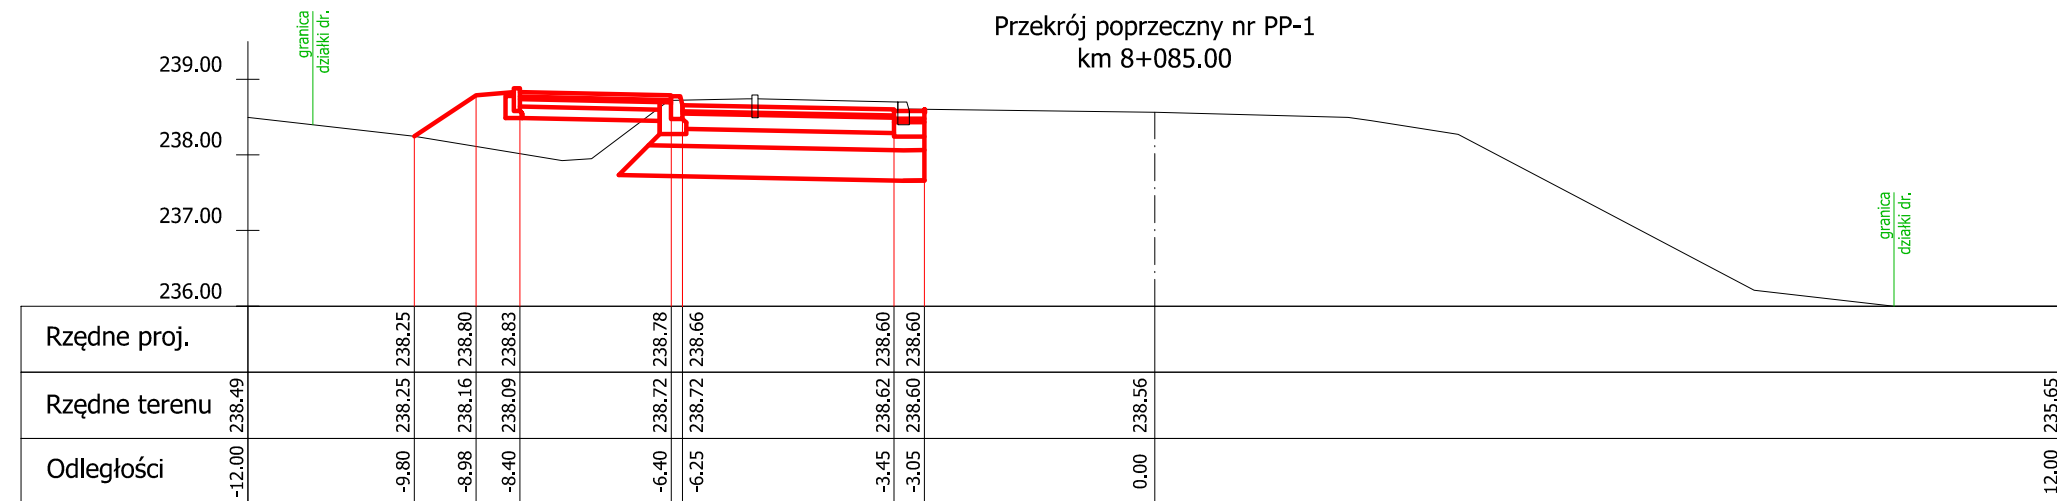 Przekrój poprzeczny nr PP-1
km 8+085.00
granica
działki dr.
239.00
238.00
237.00
236.00
granica
działki dr.
Rzędne proj. 238.25 238.80 238.83 238.78 238.66 238.60 238.60
Rzędne terenu 238.49 238.25 238.16 238.09 238.72 238.72 238.62 238.60 238.56 235.65
Odległości -12.00 -9.80 -8.98 -8.40 -6.40 -6.25 -3.45 -3.05 0.00 12.00